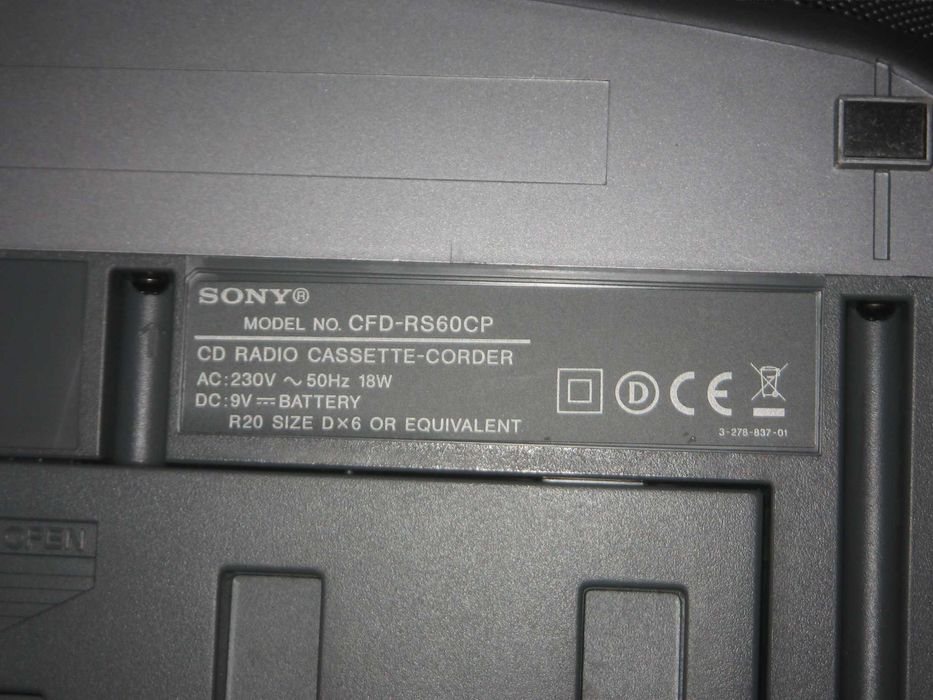 SONY®
MODEL NO. CFD-RS60CP
CD RADIO CASSETTE-CORDER
AC:230V ~ 50Hz 18W
DC:9V ⎓ BATTERY
R20 SIZE D×6 OR EQUIVALENT
D CE
3-278-837-01
OPEN